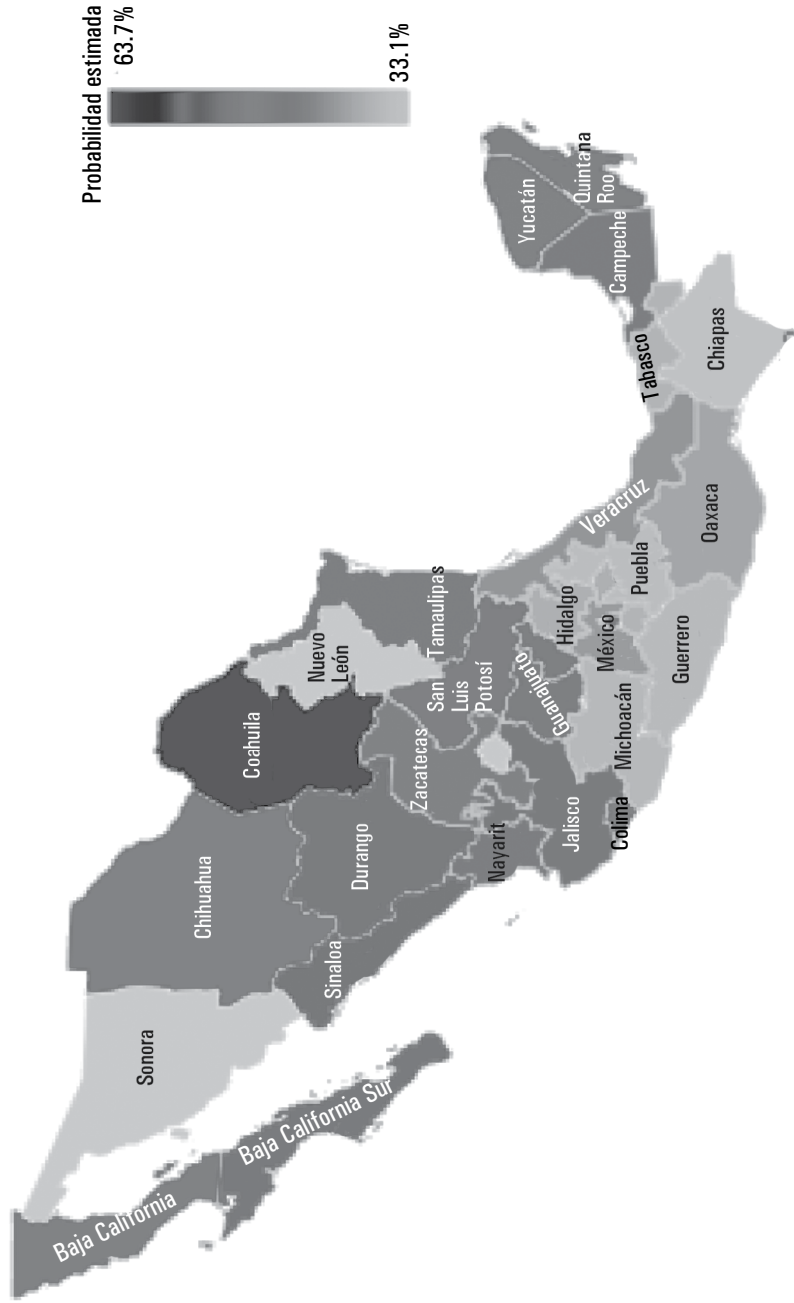 Probabilidad estimada
63.7%
33.1%
Baja California
Baja California Sur
Sonora
Chihuahua
Coahuila
Nuevo
León
Tamaulipas
Sinaloa
Durango
Zacatecas
San
Luis
Potosí
Nayarit
Jalisco
Colima
Guanajuato
Michoacán
México
Hidalgo
Puebla
Veracruz
Guerrero
Oaxaca
Tabasco
Chiapas
Campeche
Yucatán
Quintana
Roo